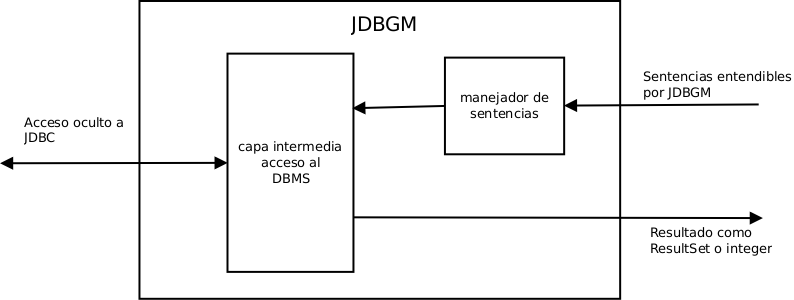 JDBGM
Sentencias entendibles
por JDBGM
manejador de
sentencias
Acceso oculto a
JDBC
capa intermedia
acceso al
DBMS
Resultado como
ResultSet o integer